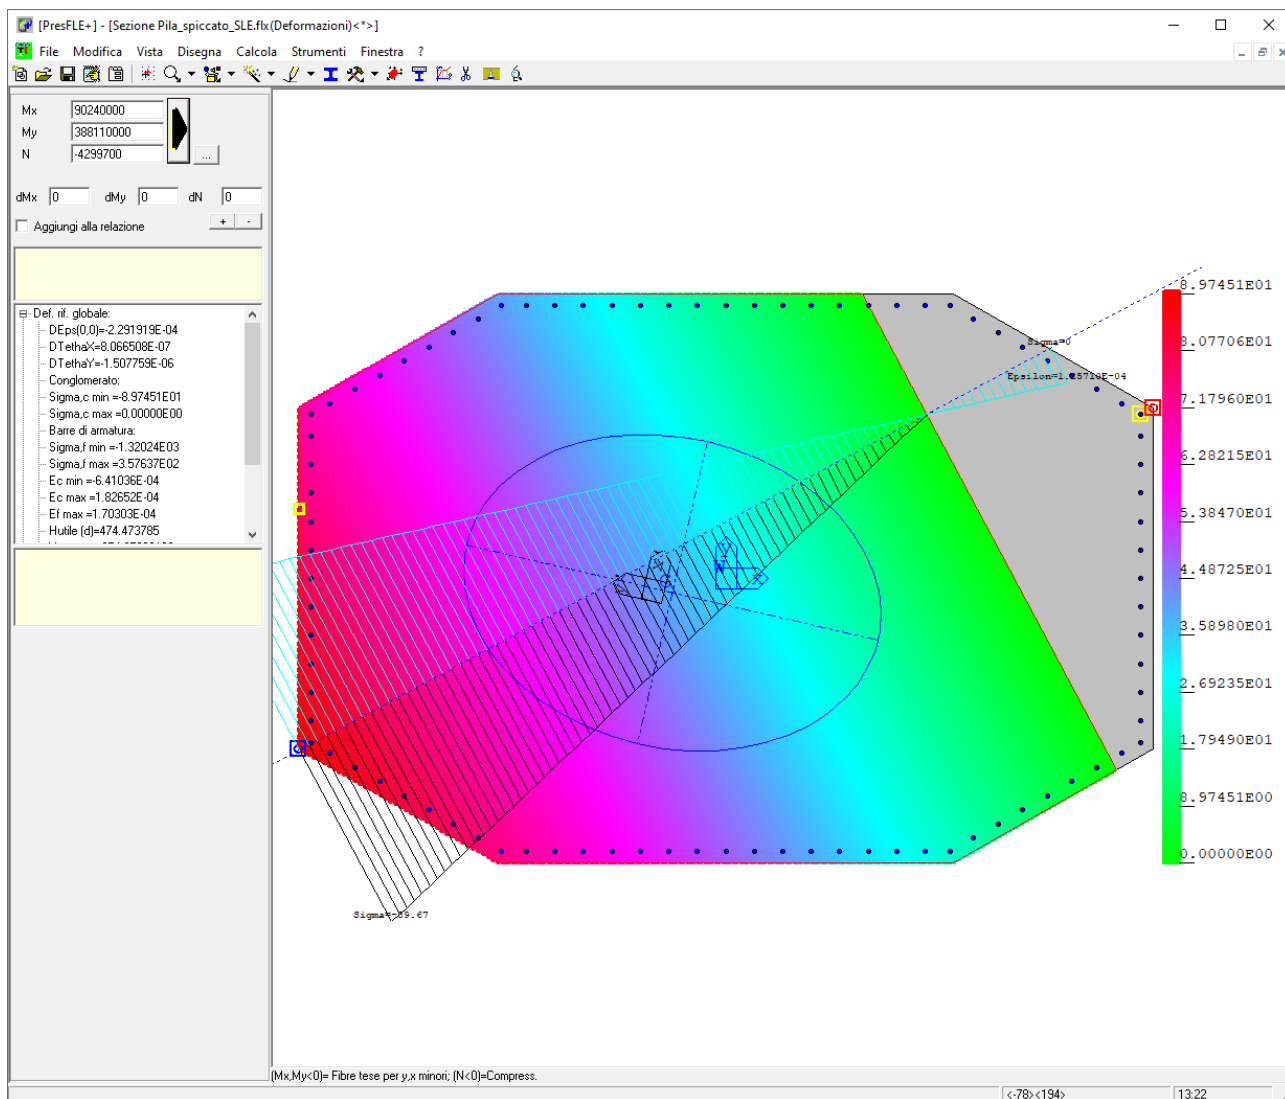 [PresFLE+] - [Sezione Pila_spiccato_SLE.flx(Deformazioni)<*>]
File Modifica Vista Disegna Calcola Strumenti Finestra ?
Mx 90240000
My 388110000
N -4299700
...
dMx 0 dMy 0 dN 0
+ -
Aggiungi alla relazione
Def. rif. globale:
DEps(0,0)=-2.291919E-04
DTethaX=8.066508E-07
DTethaY=-1.507759E-06
Conglomerato:
Sigma,c min =-8.97451E01
Sigma,c max =0.00000E00
Barre di armatura:
Sigma,f min =-1.32024E03
Sigma,f max =3.57637E02
Ec min =-6.41036E-04
Ec max =1.82652E-04
Ef max =1.70303E-04
Hutile (d)=474.473785
Sigma=0
8.97451E01
8.07706E01
7.17960E01
6.28215E01
5.38470E01
4.48725E01
3.58980E01
2.69235E01
1.79490E01
8.97451E00
0.00000E00
(Mx,My<0)= Fibre tese per y,x minori; (N<0)=Compress.
<-78><194>
13:22